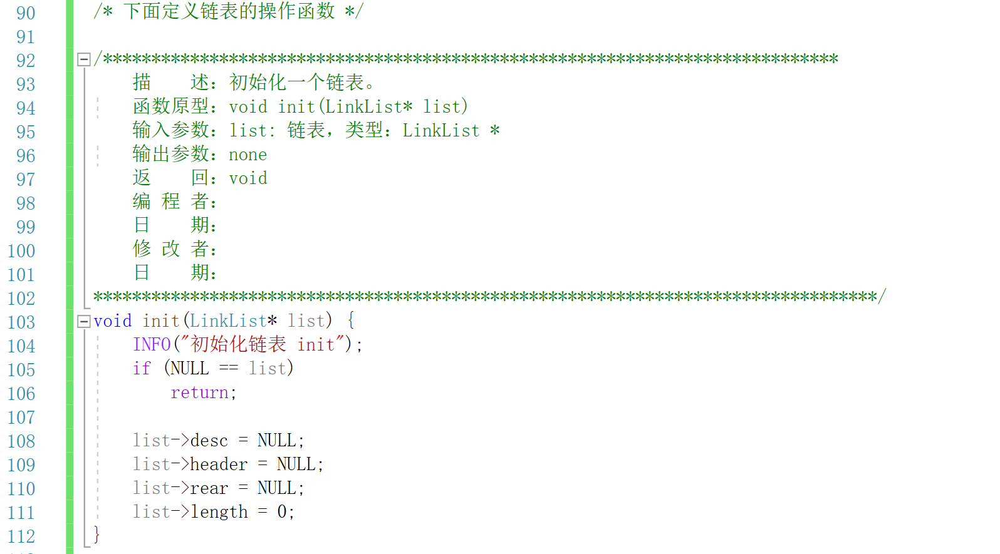 90 /* 下面定义链表的操作函数 */
91
92 /****************************************************************************
93 描    述：初始化一个链表。
94 函数原型：void init(LinkList* list)
95 输入参数：list: 链表，类型：LinkList *
96 输出参数：none
97 返    回：void
98 编 程 者：
99 日    期：
100 修 改 者：
101 日    期：
102 *********************************************************************************/
103 void init(LinkList* list) {
104 INFO("初始化链表 init");
105 if (NULL == list)
106 return;
107
108 list->desc = NULL;
109 list->header = NULL;
110 list->rear = NULL;
111 list->length = 0;
112 }